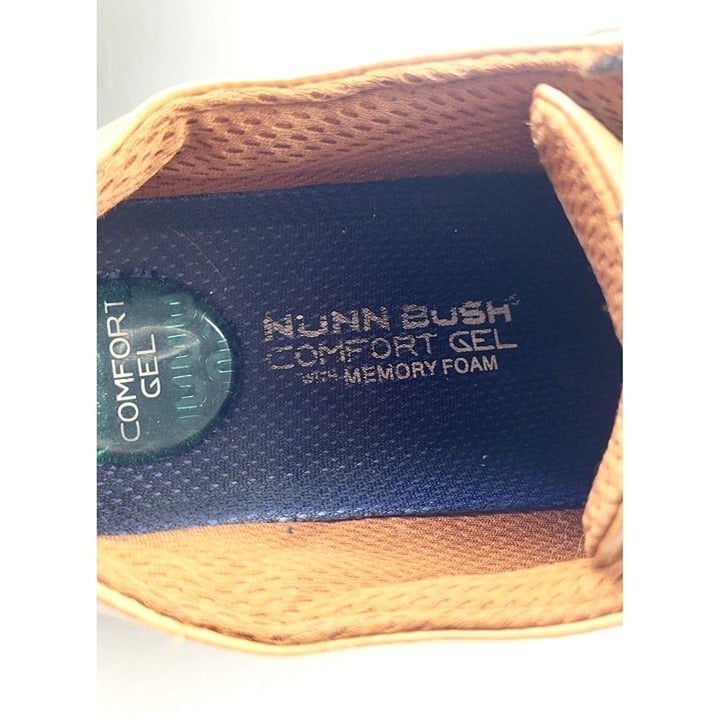 NUNN BUSH®
COMFORT GEL
WITH MEMORY FOAM
COMFORT
GEL